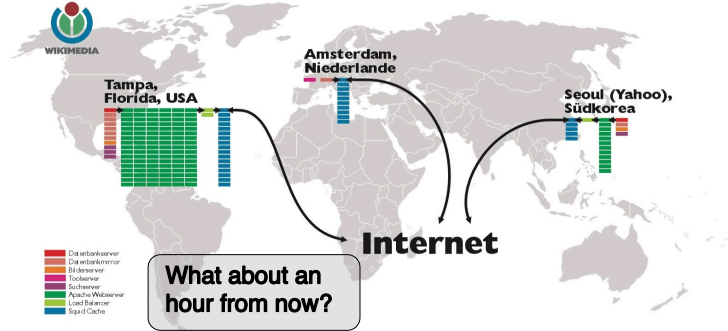 WIKIMEDIA
Tampa,
Florida, USA
Amsterdam,
Niederlande
Seoul (Yahoo),
Südkorea
Internet
Datenbankserver
Datenbankmirror
Bilderserver
Toolserver
Suchserver
Apache Webserver
Load Balancer
Squid Cache
What about an
hour from now?